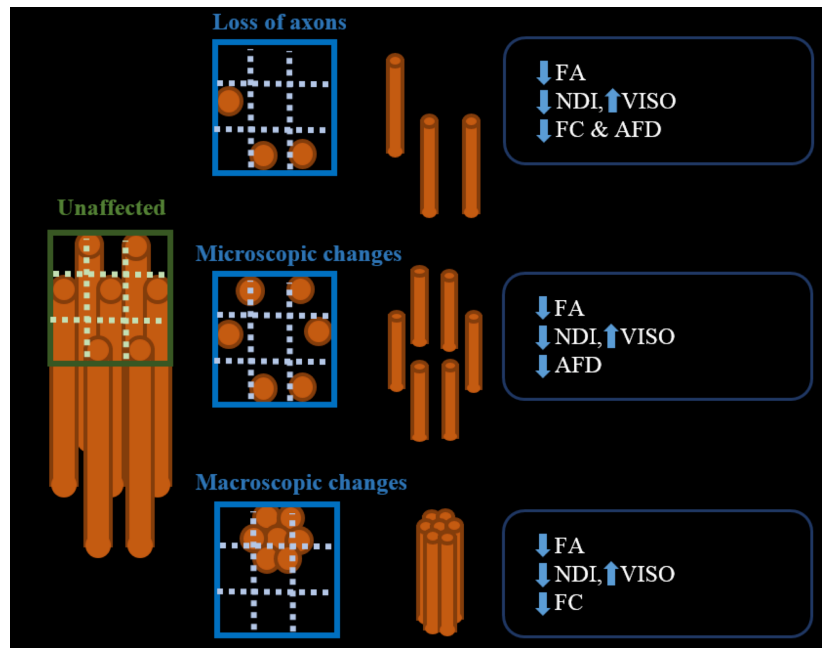 Loss of axons
↓FA
↓NDI,↑VISO
↓FC & AFD
Unaffected
Microscopic changes
↓FA
↓NDI,↑VISO
↓AFD
Macroscopic changes
↓FA
↓NDI,↑VISO
↓FC